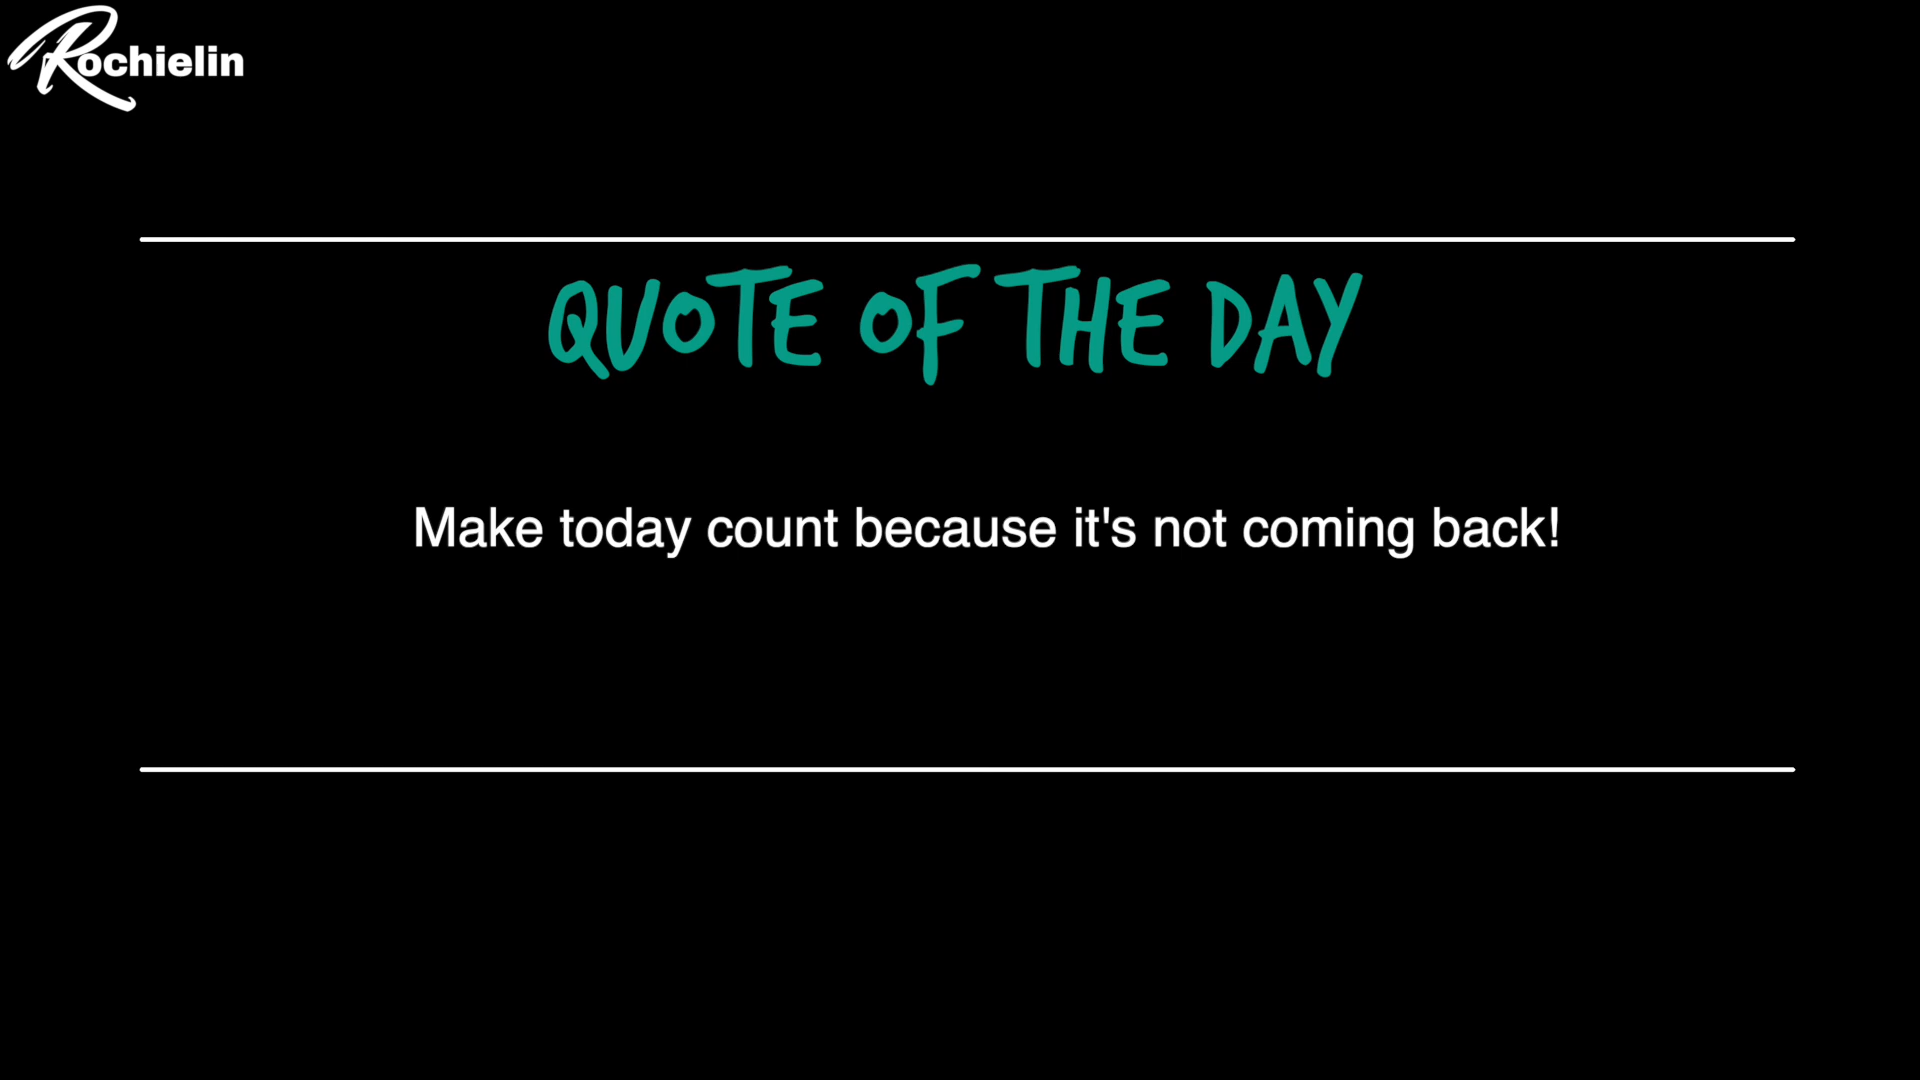 Rochielin
QUOTE OF THE DAY
Make today count because it's not coming back!